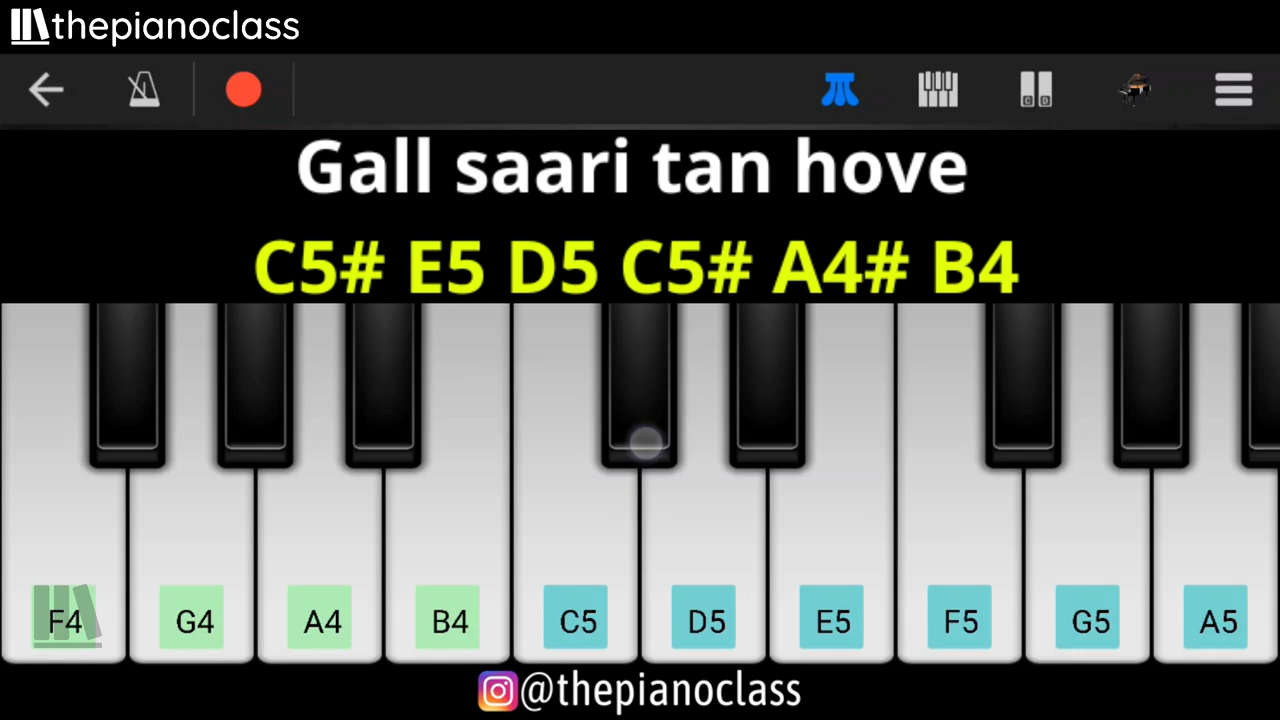 thepianoclass
C D
Gall saari tan hove
C5# E5 D5 C5# A4# B4
F4 G4 A4 B4 C5 D5 E5 F5 G5 A5
@thepianoclass